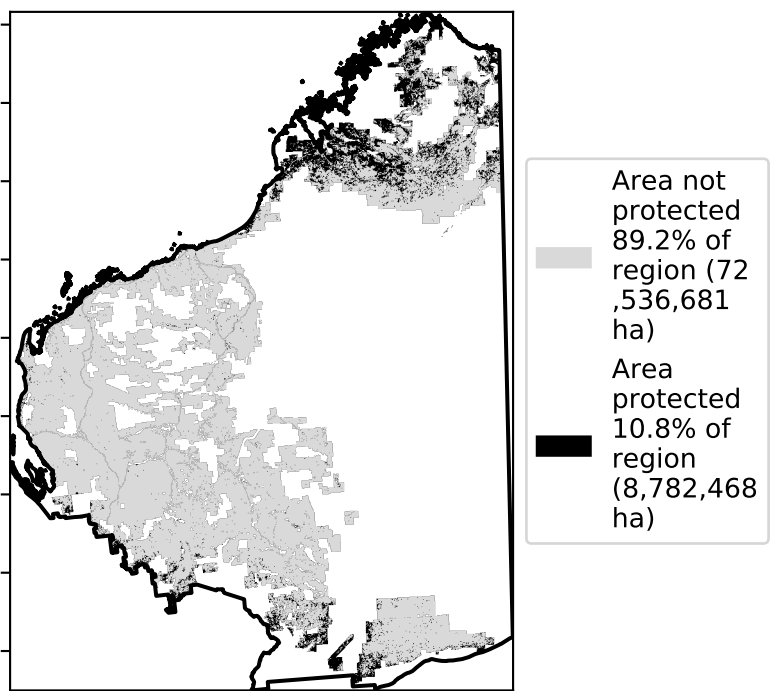 Area not
protected
89.2% of
region (72
,536,681
ha)
Area
protected
10.8% of
region
(8,782,468
ha)